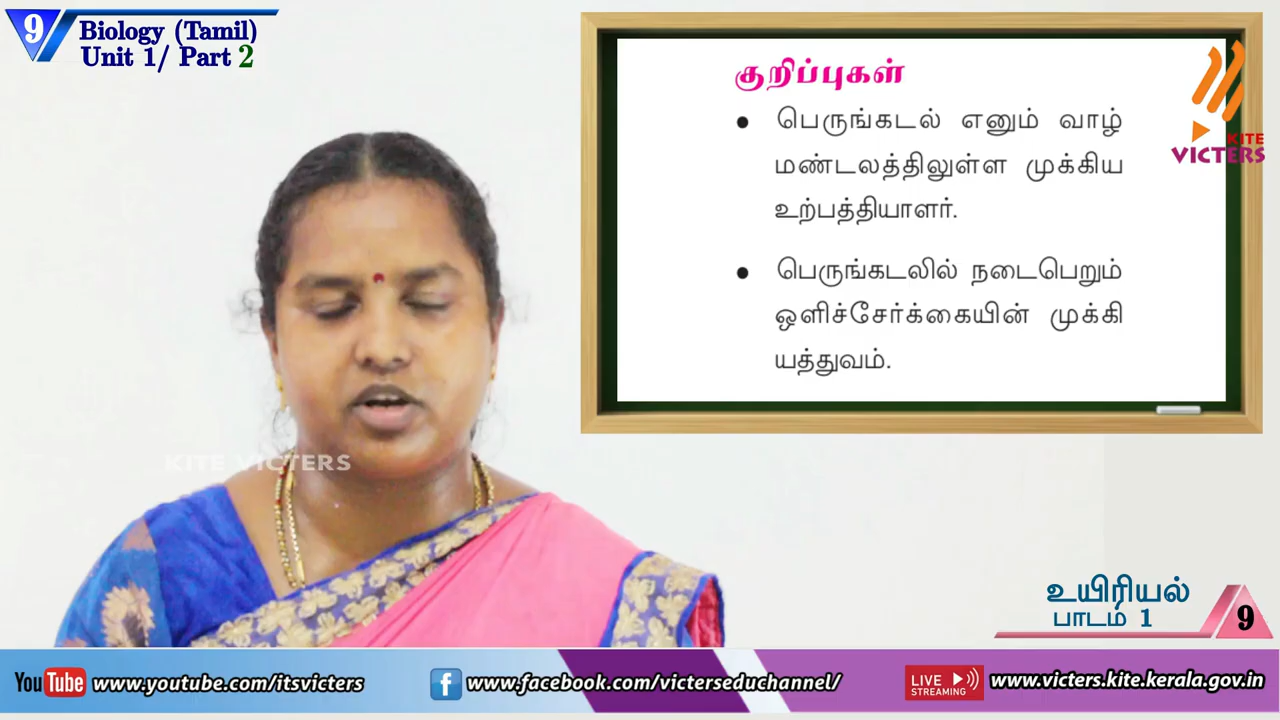 9
Biology (Tamil)
Unit 1/ Part 2
குறிப்புகள்
● பெருங்கடல் எனும் வாழ்
மண்டலத்திலுள்ள முக்கிய
உற்பத்தியாளர்.
● பெருங்கடலில் நடைபெறும்
ஒளிச்சேர்க்கையின் முக்கி
யத்துவம்.
KITE
VICTERS
KITE VICTERS
உயிரியல்
பாடம் 1
9
YouTube www.youtube.com/itsvicters
f www.facebook.com/victerseduchannel/
LIVE
STREAMING
www.victers.kite.kerala.gov.in